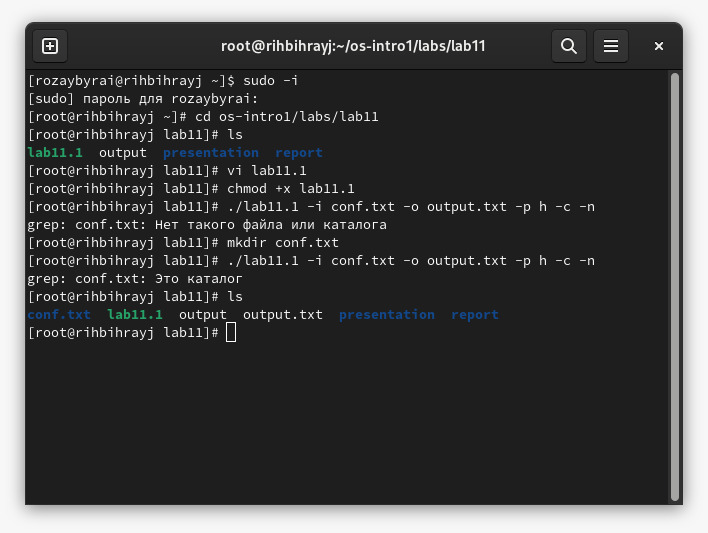 root@rihbihrayj:~/os-intro1/labs/lab11
[rozaybyrai@rihbihrayj ~]$ sudo -i
[sudo] пароль для rozaybyrai:
[root@rihbihrayj ~]# cd os-intro1/labs/lab11
[root@rihbihrayj lab11]# ls
lab11.1  output  presentation  report
[root@rihbihrayj lab11]# vi lab11.1
[root@rihbihrayj lab11]# chmod +x lab11.1
[root@rihbihrayj lab11]# ./lab11.1 -i conf.txt -o output.txt -p h -c -n
grep: conf.txt: Нет такого файла или каталога
[root@rihbihrayj lab11]# mkdir conf.txt
[root@rihbihrayj lab11]# ./lab11.1 -i conf.txt -o output.txt -p h -c -n
grep: conf.txt: Это каталог
[root@rihbihrayj lab11]# ls
conf.txt  lab11.1  output  output.txt  presentation  report
[root@rihbihrayj lab11]#